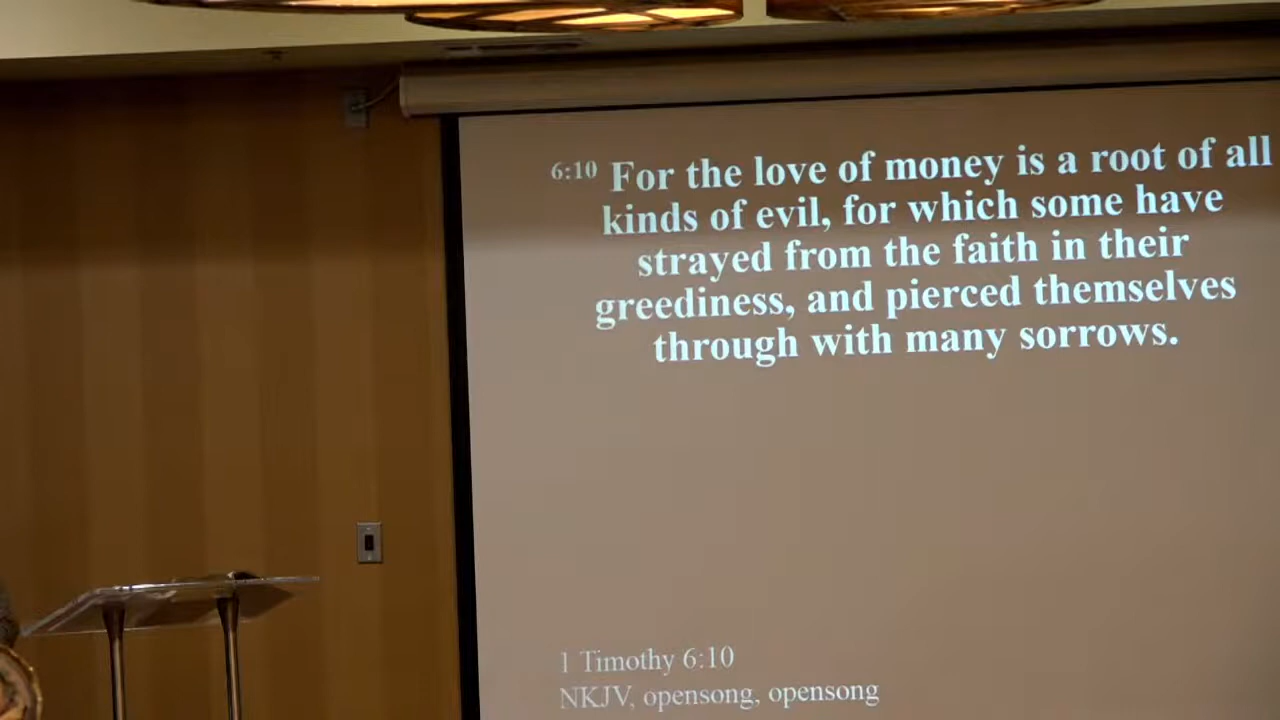 6:10 For the love of money is a root of all
kinds of evil, for which some have
strayed from the faith in their
greediness, and pierced themselves
through with many sorrows.
1 Timothy 6:10
NKJV, opensong, opensong